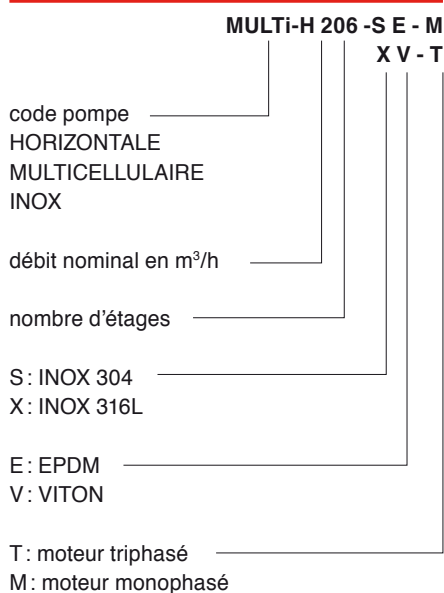 MULTi-H 206 -S E - M
X V - T
code pompe
HORIZONTALE
MULTICELLULAIRE
INOX
débit nominal en m³/h
nombre d'étages
S : INOX 304
X : INOX 316L
E : EPDM
V : VITON
T : moteur triphasé
M : moteur monophasé